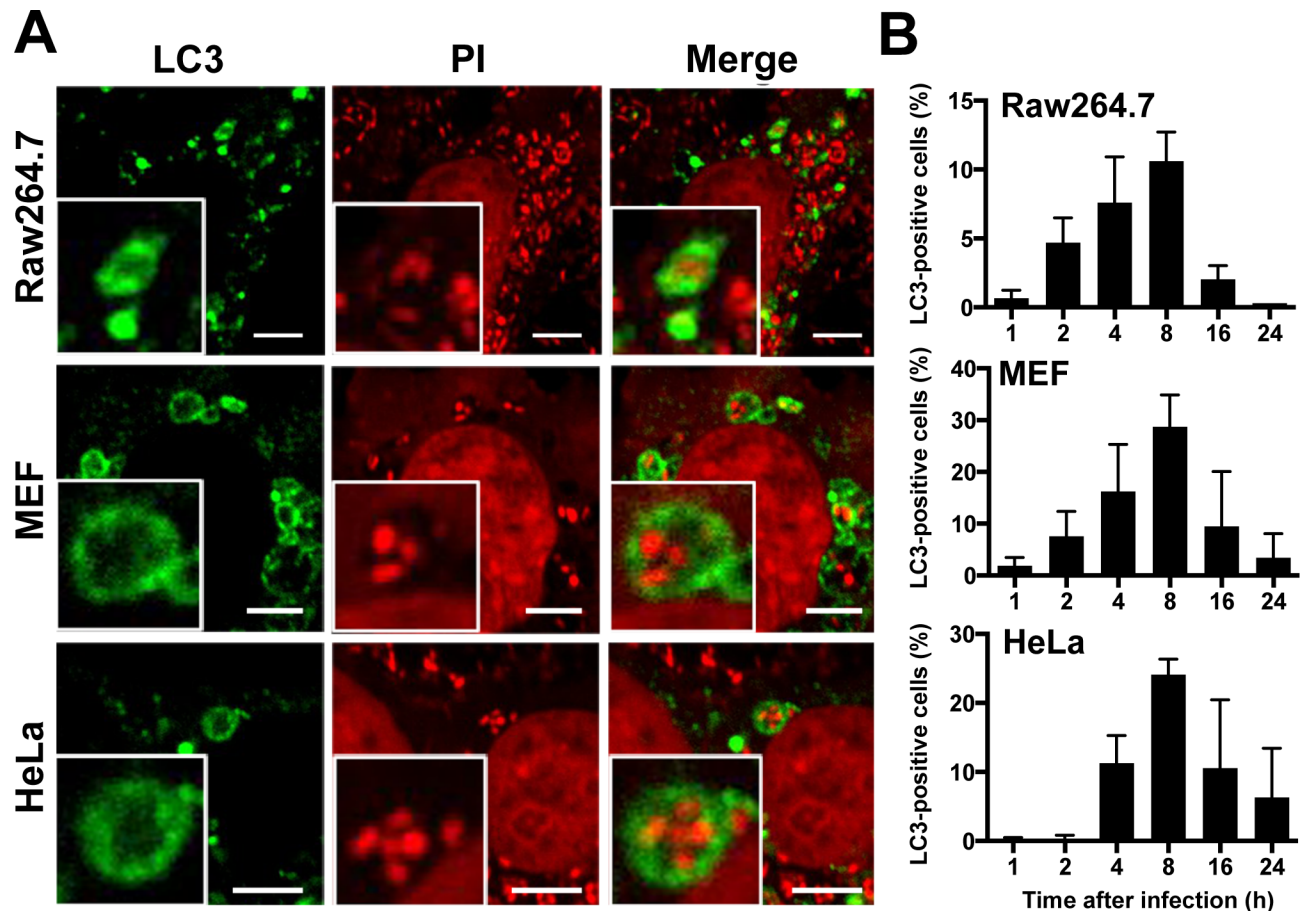 A
B
LC3 PI Merge
Raw264.7
MEF
HeLa
LC3-positive cells (%)
15
10
5
0
Raw264.7
1 2 4 8 16 24
LC3-positive cells (%)
40
30
20
10
0
MEF
1 2 4 8 16 24
LC3-positive cells (%)
30
20
10
0
HeLa
1 2 4 8 16 24
Time after infection (h)